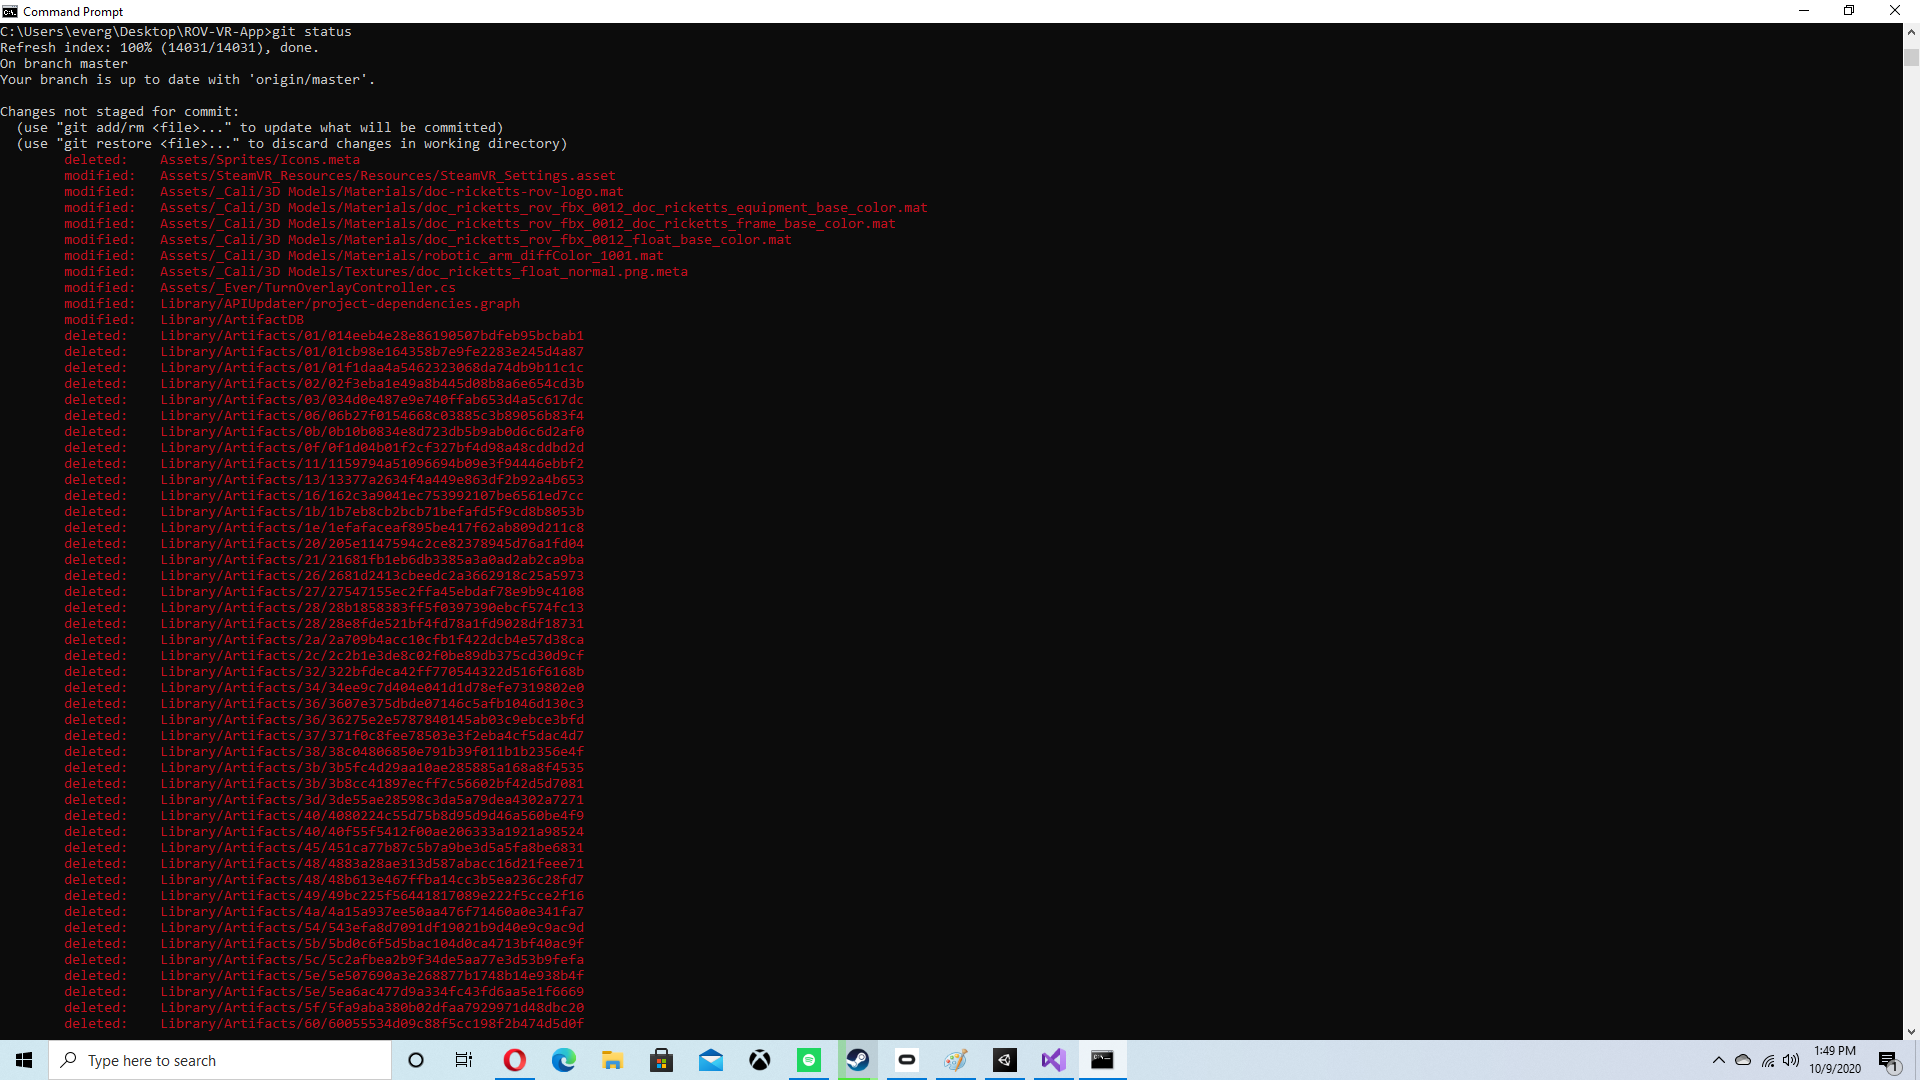 Command Prompt
C:\Users\everg\Desktop\ROV-VR-App>git status
Refresh index: 100% (14031/14031), done.
On branch master
Your branch is up to date with 'origin/master'.
Changes not staged for commit:
(use "git add/rm <file>..." to update what will be committed)
(use "git restore <file>..." to discard changes in working directory)
deleted: Assets/Sprites/Icons.meta
modified: Assets/SteamVR_Resources/Resources/SteamVR_Settings.asset
modified: Assets/_Cali/3D Models/Materials/doc-ricketts-rov-logo.mat
modified: Assets/_Cali/3D Models/Materials/doc_ricketts_rov_fbx_0012_doc_ricketts_equipment_base_color.mat
modified: Assets/_Cali/3D Models/Materials/doc_ricketts_rov_fbx_0012_doc_ricketts_frame_base_color.mat
modified: Assets/_Cali/3D Models/Materials/doc_ricketts_rov_fbx_0012_float_base_color.mat
modified: Assets/_Cali/3D Models/Materials/robotic_arm_diffColor_1001.mat
modified: Assets/_Cali/3D Models/Textures/doc_ricketts_float_normal.png.meta
modified: Assets/_Ever/TurnOverlayController.cs
modified: Library/APIUpdater/project-dependencies.graph
modified: Library/ArtifactDB
deleted: Library/Artifacts/01/014eeb4e28e86190507bdfeb95bcbab1
deleted: Library/Artifacts/01/01cb98e164358b7e9fe2283e245d4a87
deleted: Library/Artifacts/01/01f1daa4a5462323068da74db9b11c1c
deleted: Library/Artifacts/02/02f3eba1e49a8b445d08b8a6e654cd3b
deleted: Library/Artifacts/03/034d0e487e9e740ffab653d4a5c617dc
deleted: Library/Artifacts/06/06b27f0154668c03885c3b89056b83f4
deleted: Library/Artifacts/0b/0b10b0834e8d723db5b9ab0d6c6d2af0
deleted: Library/Artifacts/0f/0f1d04b01f2cf327bf4d98a48cddbd2d
deleted: Library/Artifacts/11/1159794a51096694b09e3f94446ebbf2
deleted: Library/Artifacts/13/13377a2634f4a449e863df2b92a4b653
deleted: Library/Artifacts/16/162c3a9041ec753992107be6561ed7cc
deleted: Library/Artifacts/1b/1b7eb8cb2bcb71befafd5f9cd8b8053b
deleted: Library/Artifacts/1e/1efafaceaf895be417f62ab809d211c8
deleted: Library/Artifacts/20/205e1147594c2ce82378945d76a1fd04
deleted: Library/Artifacts/21/21681fb1eb6db3385a3a0ad2ab2ca9ba
deleted: Library/Artifacts/26/2681d2413cbeedc2a3662918c25a5973
deleted: Library/Artifacts/27/27547155ec2ffa45ebdaf78e9b9c4108
deleted: Library/Artifacts/28/28b1858383ff5f0397390ebcf574fc13
deleted: Library/Artifacts/28/28e8fde521bf4fd78a1fd9028df18731
deleted: Library/Artifacts/2a/2a709b4acc10cfb1f422dcb4e57d38ca
deleted: Library/Artifacts/2c/2c2b1e3de8c02f0be89db375cd30d9cf
deleted: Library/Artifacts/32/322bfdeca42ff770544322d516f6168b
deleted: Library/Artifacts/34/34ee9c7d404e041d1d78efe7319802e0
deleted: Library/Artifacts/36/3607e375dbde07146c5afb1046d130c3
deleted: Library/Artifacts/36/36275e2e5787840145ab03c9ebce3bfd
deleted: Library/Artifacts/37/371f0c8fee78503e3f2eba4cf5dac4d7
deleted: Library/Artifacts/38/38c04806850e791b39f011b1b2356e4f
deleted: Library/Artifacts/3b/3b5fc4d29aa10ae285885a168a8f4535
deleted: Library/Artifacts/3b/3b8cc41897ecff7c56602bf42d5d7081
deleted: Library/Artifacts/3d/3de55ae28598c3da5a79dea4302a7271
deleted: Library/Artifacts/40/4080224c55d75b8d95d9d46a560be4f9
deleted: Library/Artifacts/40/40f55f5412f00ae206333a1921a98524
deleted: Library/Artifacts/45/451ca77b87c5b7a9be3d5a5fa8be6831
deleted: Library/Artifacts/48/4883a28ae313d587abacc16d21feee71
deleted: Library/Artifacts/48/48b613e467ffba14cc3b5ea236c28fd7
deleted: Library/Artifacts/49/49bc225f56441817089e222f5cce2f16
deleted: Library/Artifacts/4a/4a15a937ee50aa476f71460a0e341fa7
deleted: Library/Artifacts/54/543efa8d7091df19021b9d40e9c9ac9d
deleted: Library/Artifacts/5b/5bd0c6f5d5bac104d0ca4713bf40ac9f
deleted: Library/Artifacts/5c/5c2afbea2b9f34de5aa77e3d53b9fefa
deleted: Library/Artifacts/5e/5e507690a3e268877b1748b14e938b4f
deleted: Library/Artifacts/5e/5ea6ac477d9a334fc43fd6aa5e1f6669
deleted: Library/Artifacts/5f/5fa9aba380b02dfaa7929971d48dbc20
deleted: Library/Artifacts/60/60055534d09c88f5cc198f2b474d5d0f
Type here to search
1:49 PM
10/9/2020
1